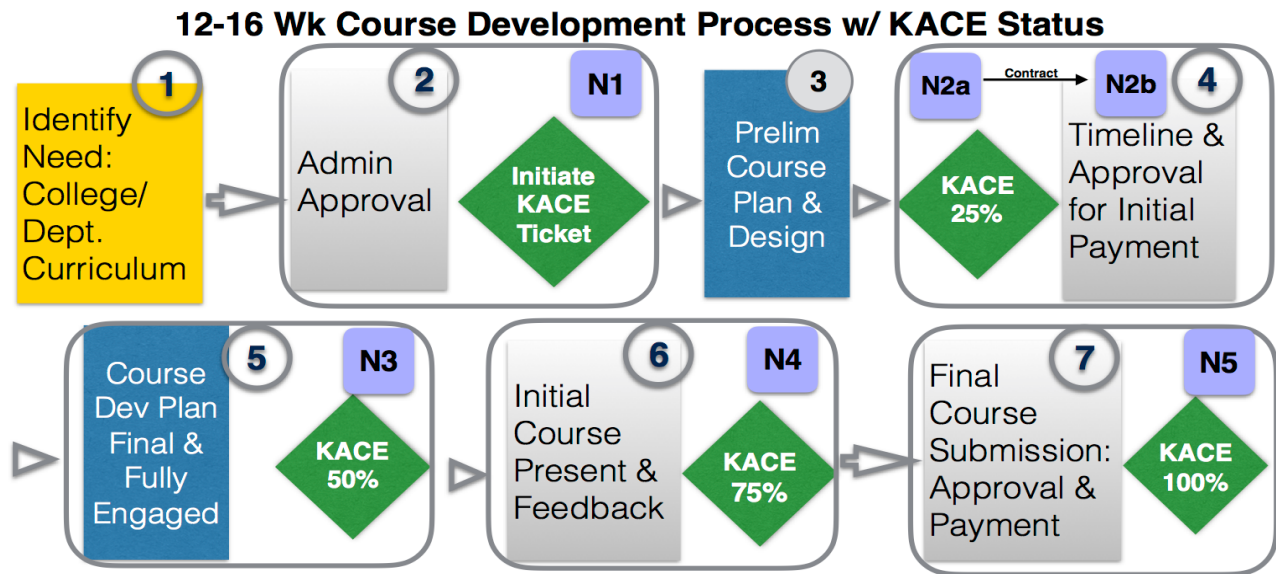 12-16 Wk Course Development Process w/ KACE Status
1
Identify
Need:
College/
Dept.
Curriculum
2
Admin
Approval
N1
Initiate
KACE
Ticket
3
Prelim
Course
Plan &
Design
N2a
Contract
N2b
4
KACE
25%
Timeline &
Approval
for Initial
Payment
5
Course
Dev Plan
Final &
Fully
Engaged
N3
KACE
50%
6
Initial
Course
Present &
Feedback
N4
KACE
75%
7
Final
Course
Submission:
Approval &
Payment
N5
KACE
100%